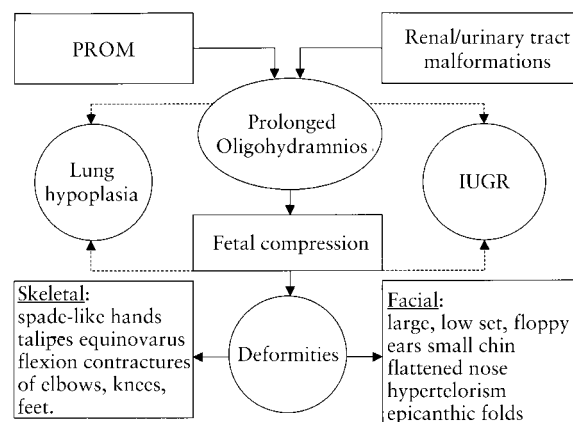 PROM
Renal/urinary tract
malformations
Prolonged
Oligohydramnios
Lung
hypoplasia
IUGR
Fetal compression
Skeletal:
spade-like hands
talipes equinovarus
flexion contractures
of elbows, knees,
feet.
Deformities
Facial:
large, low set, floppy
ears small chin
flattened nose
hypertelorism
epicanthic folds